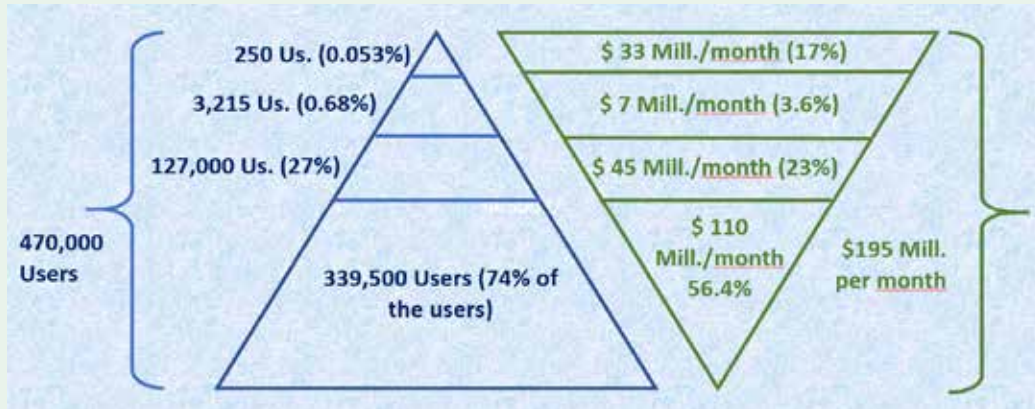 250 Us. (0.053%)
3,215 Us. (0.68%)
127,000 Us. (27%)
470,000
Users
339,500 Users (74% of
the users)
$ 33 Mill./month (17%)
$ 7 Mill./month (3.6%)
$ 45 Mill./month (23%)
$ 110
Mill./month
56.4%
$195 Mill.
per month